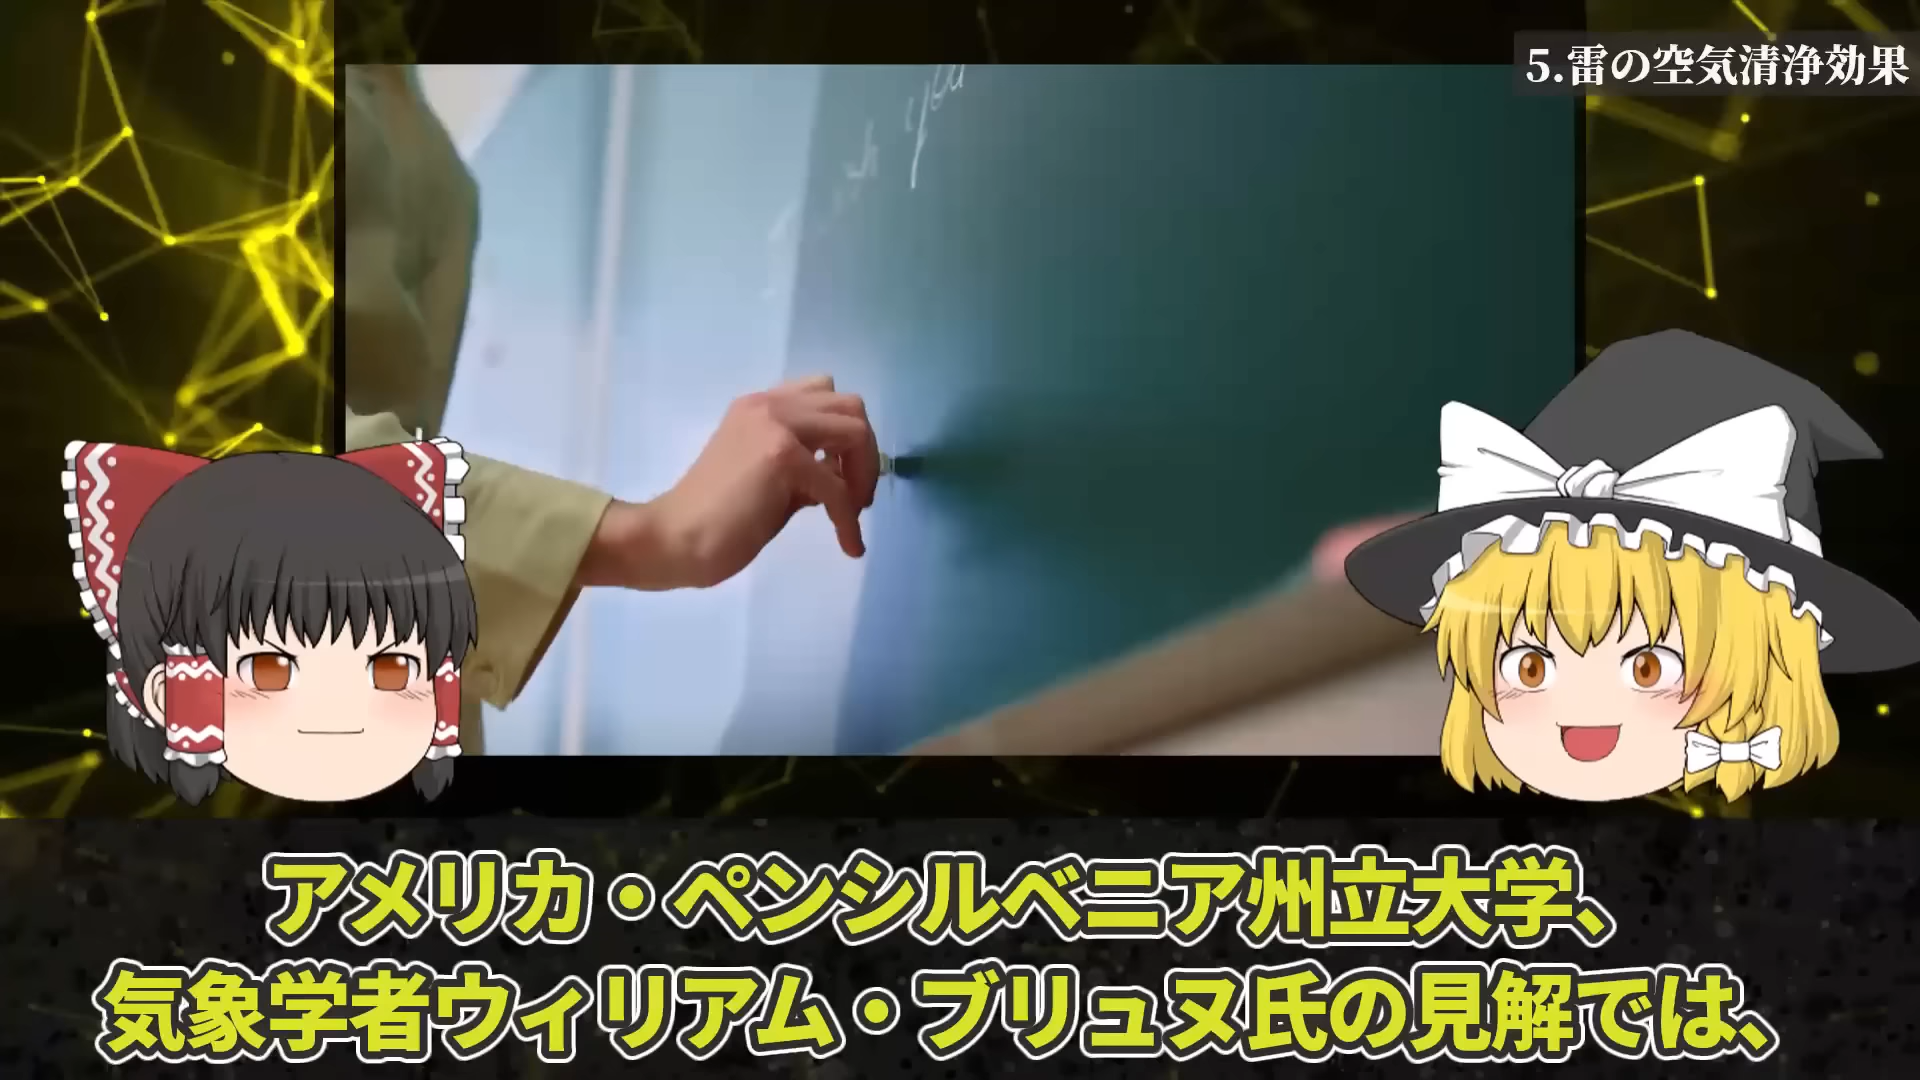 5.雷の空気清浄効果
you
アメリカ・ペンシルベニア州立大学、
気象学者ウィリアム・ブリュヌ氏の見解では、